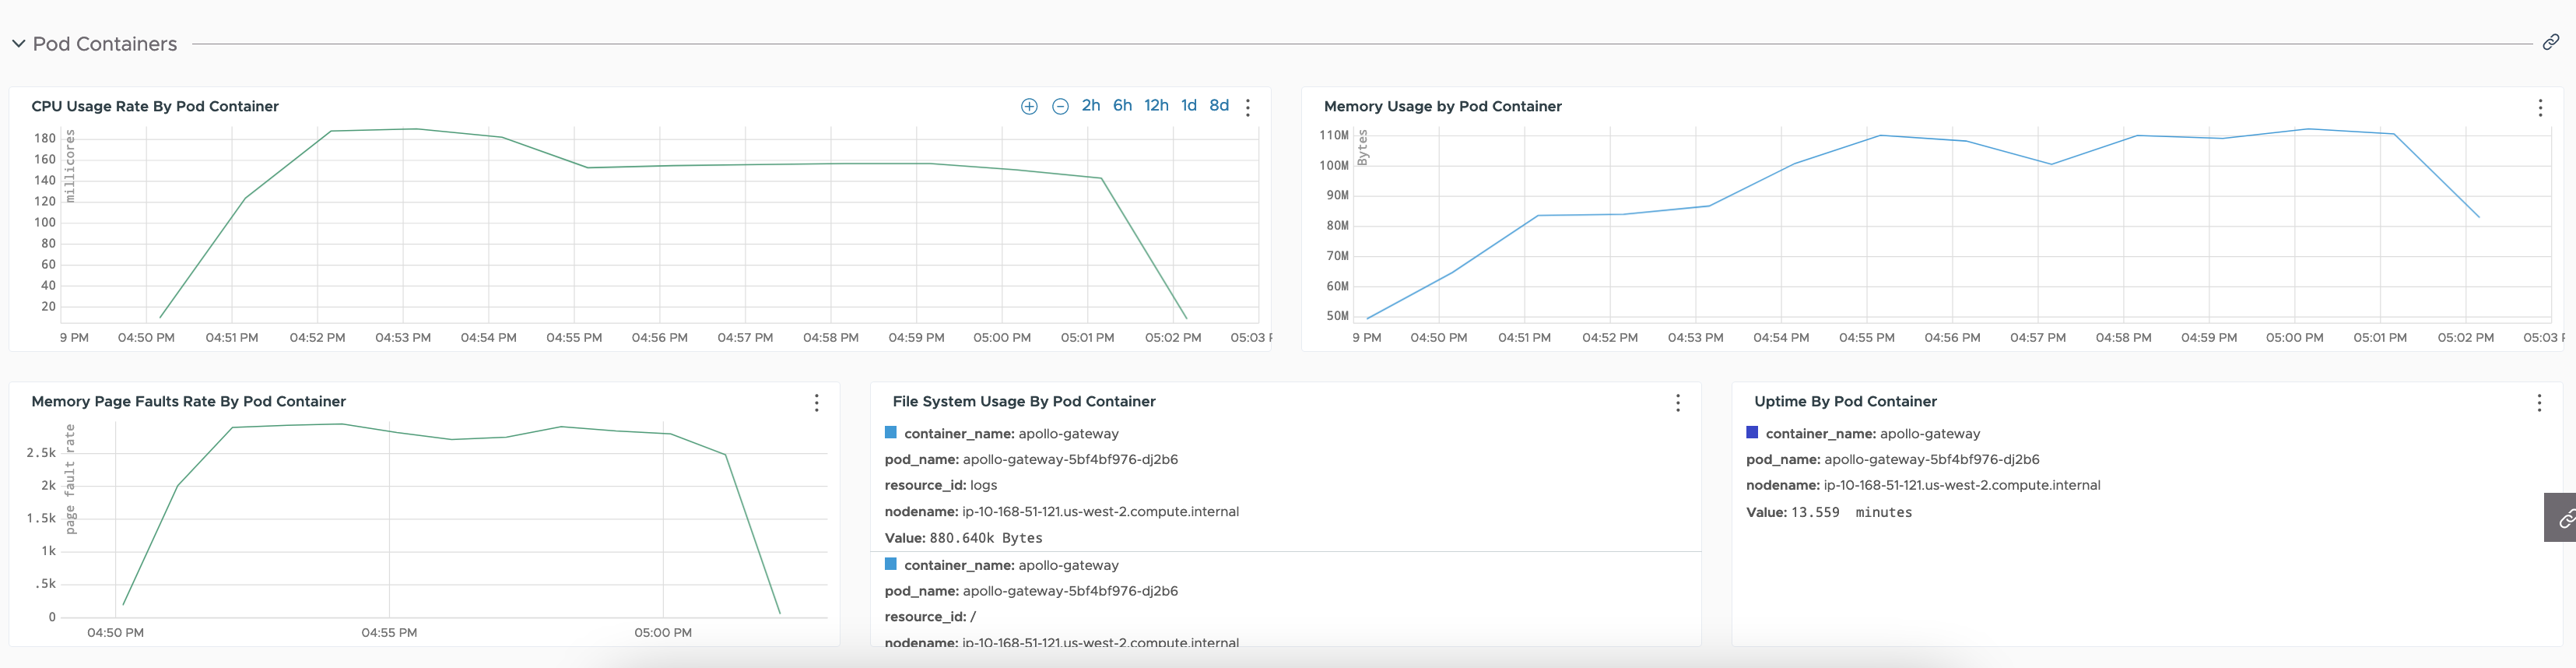 Pod Containers
CPU Usage Rate By Pod Container
2h 6h 12h 1d 8d
millicores
180
160
140
120
100
80
60
40
20
9 PM 04:50 PM 04:51 PM 04:52 PM 04:53 PM 04:54 PM 04:55 PM 04:56 PM 04:57 PM 04:58 PM 04:59 PM 05:00 PM 05:01 PM 05:02 PM 05:03 P
Memory Usage by Pod Container
Bytes
110M
100M
90M
80M
70M
60M
50M
9 PM 04:50 PM 04:51 PM 04:52 PM 04:53 PM 04:54 PM 04:55 PM 04:56 PM 04:57 PM 04:58 PM 04:59 PM 05:00 PM 05:01 PM 05:02 PM 05:03 P
Memory Page Faults Rate By Pod Container
page fault rate
2.5k
2k
1.5k
1k
.5k
0
04:50 PM 04:55 PM 05:00 PM
File System Usage By Pod Container
container_name: apollo-gateway
pod_name: apollo-gateway-5bf4bf976-dj2b6
resource_id: logs
nodename: ip-10-168-51-121.us-west-2.compute.internal
Value: 880.640k Bytes
container_name: apollo-gateway
pod_name: apollo-gateway-5bf4bf976-dj2b6
resource_id: /
nodename: ip-10-168-51-121.us-west-2.compute.internal
Uptime By Pod Container
container_name: apollo-gateway
pod_name: apollo-gateway-5bf4bf976-dj2b6
nodename: ip-10-168-51-121.us-west-2.compute.internal
Value: 13.559 minutes